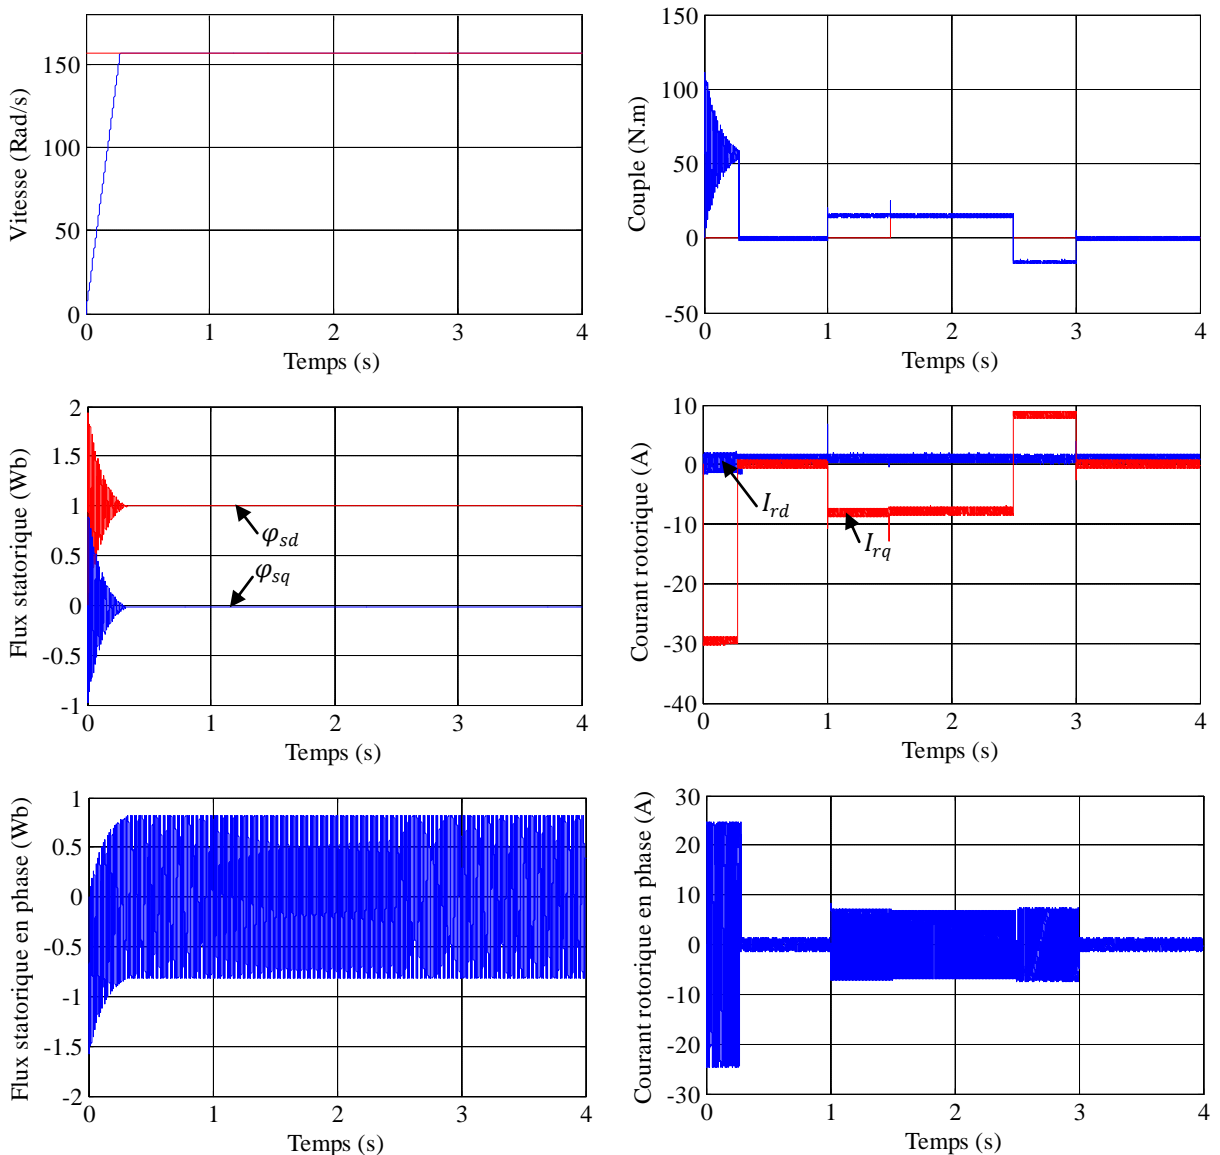 Vitesse (Rad/s)
150
100
50
0
0 1 2 3 4
Temps (s)
Couple (N.m)
150
100
50
0
-50
0 1 2 3 4
Temps (s)
Flux statorique (Wb)
2
1.5
1
0.5
0
-0.5
-1
φsd
φsq
0 1 2 3 4
Temps (s)
Courant rotorique (A)
10
0
-10
-20
-30
-40
Ird
Irq
0 1 2 3 4
Temps (s)
Flux statorique en phase (Wb)
1
0.5
0
-0.5
-1
-1.5
-2
0 1 2 3 4
Temps (s)
Courant rotorique en phase (A)
30
20
10
0
-10
-20
-30
0 1 2 3 4
Temps (s)